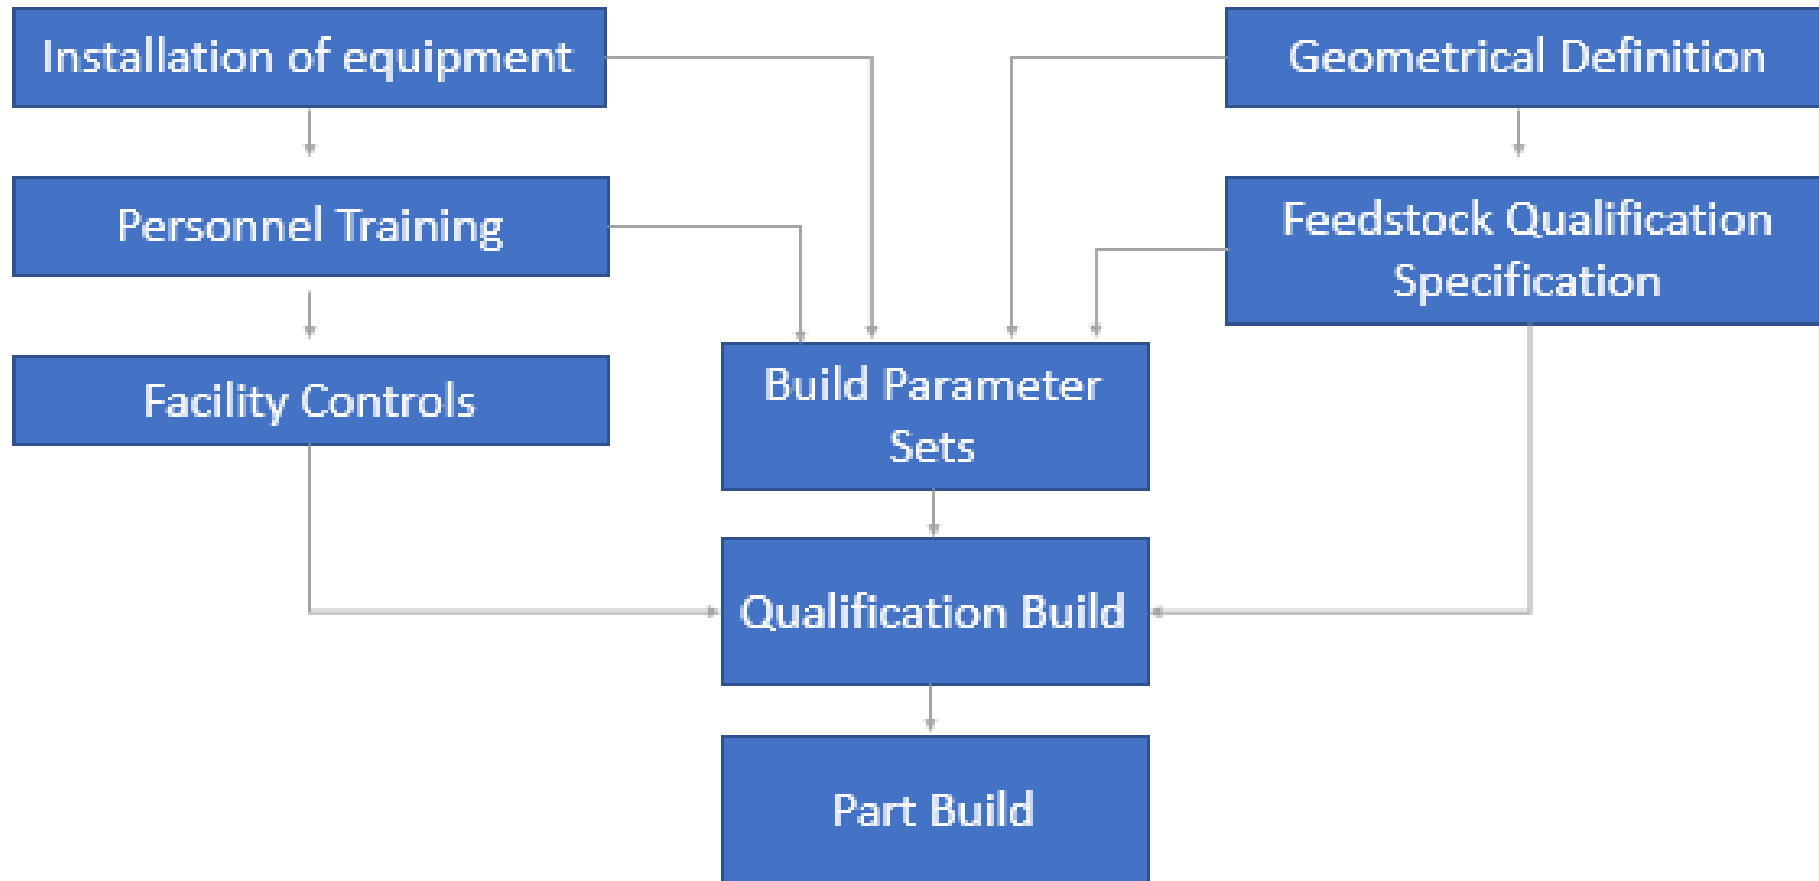 Installation of equipment
Geometrical Definition
Personnel Training
Feedstock Qualification
Specification
Facility Controls
Build Parameter
Sets
Qualification Build
Part Build